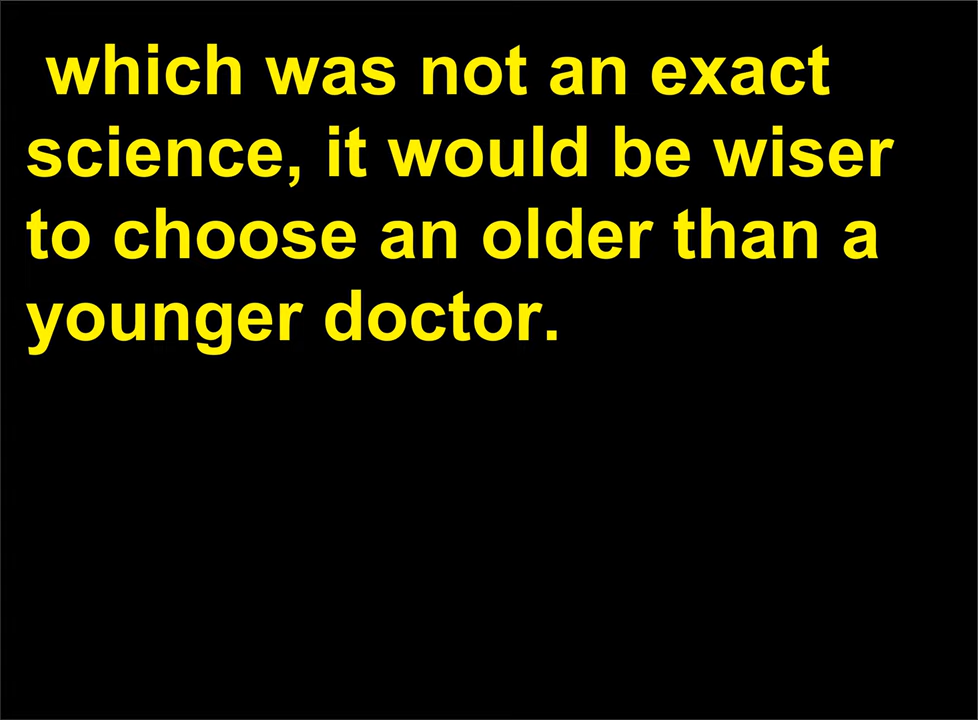 which was not an exact
science, it would be wiser
to choose an older than a
younger doctor.